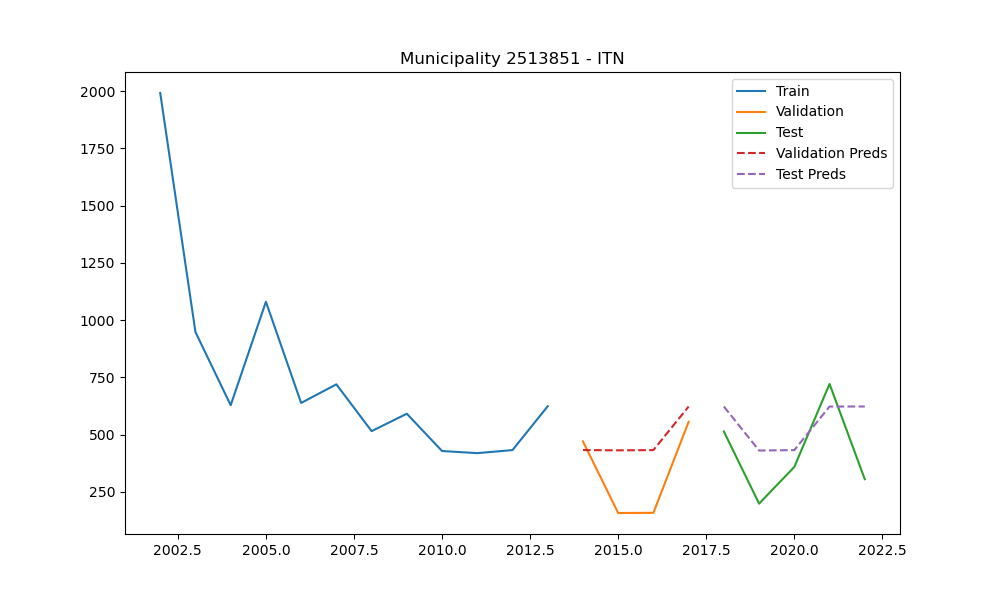 Municipality 2513851 - ITN
Train
Validation
Test
Validation Preds
Test Preds
2000
1750
1500
1250
1000
750
500
250
2002.5 2005.0 2007.5 2010.0 2012.5 2015.0 2017.5 2020.0 2022.5